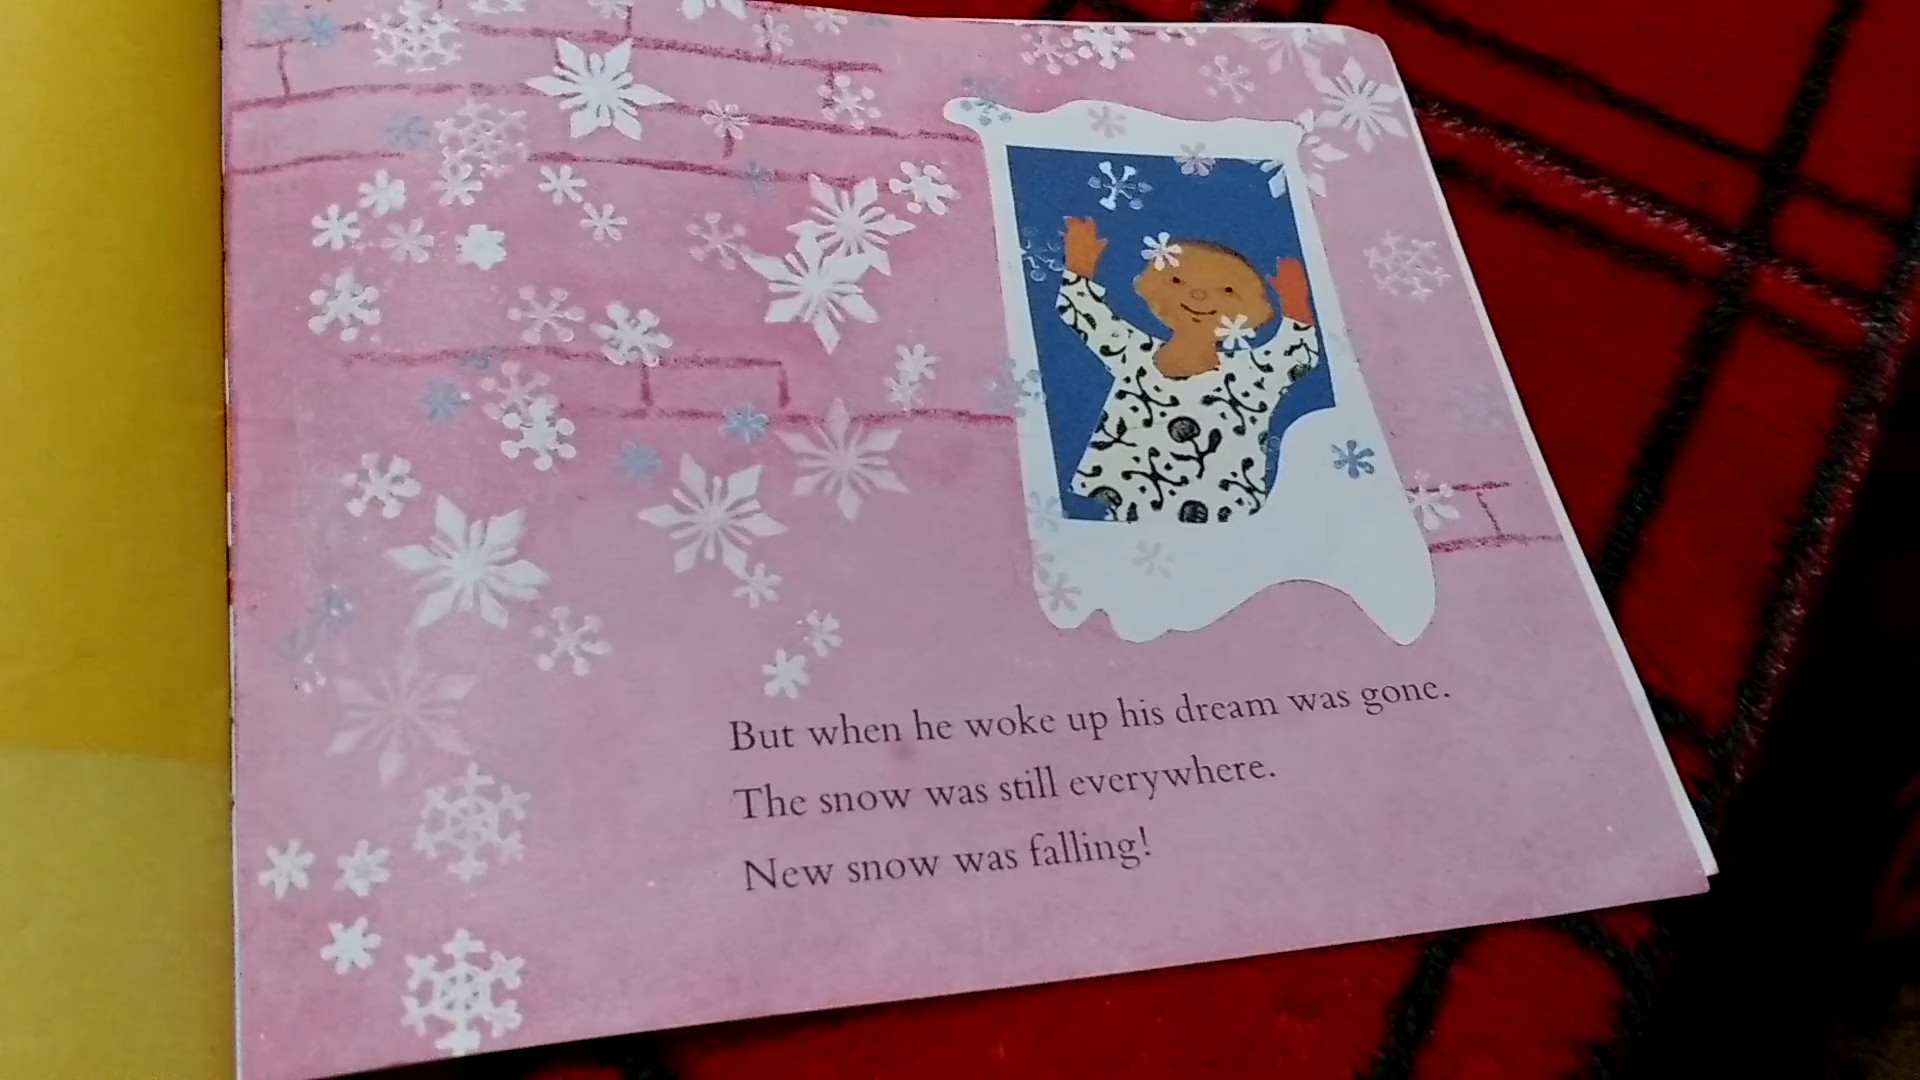 But when he woke up his dream was gone.
The snow was still everywhere.
New snow was falling!